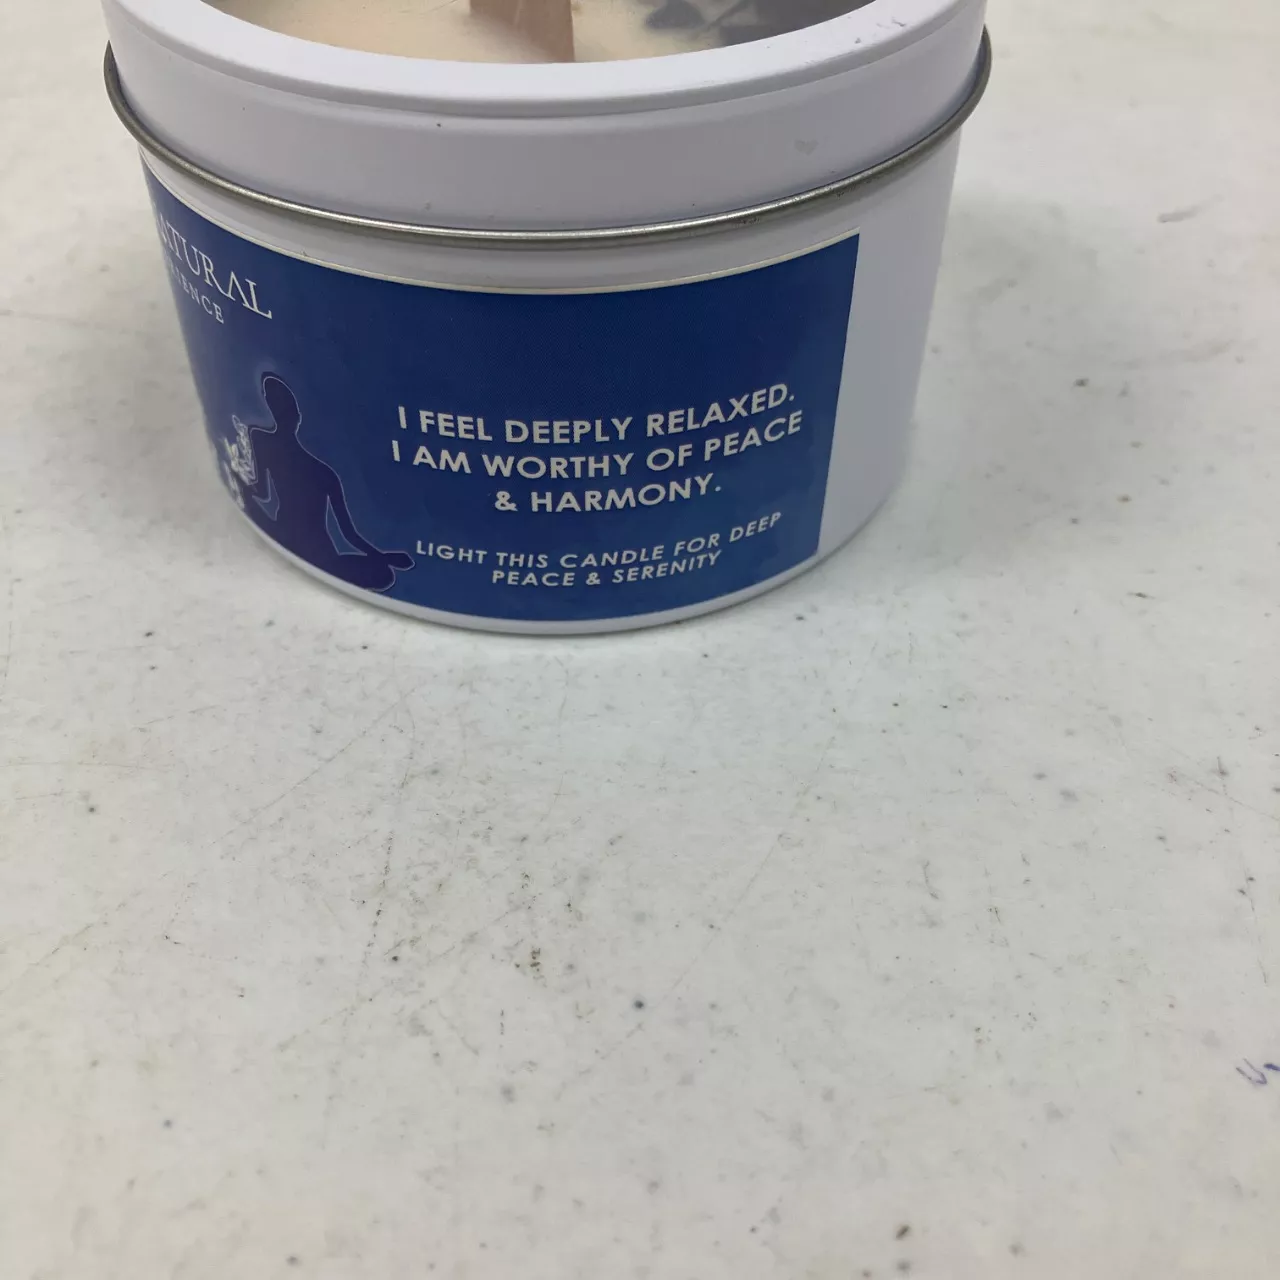 I FEEL DEEPLY RELAXED.
I AM WORTHY OF PEACE
& HARMONY.
LIGHT THIS CANDLE FOR DEEP
PEACE & SERENITY